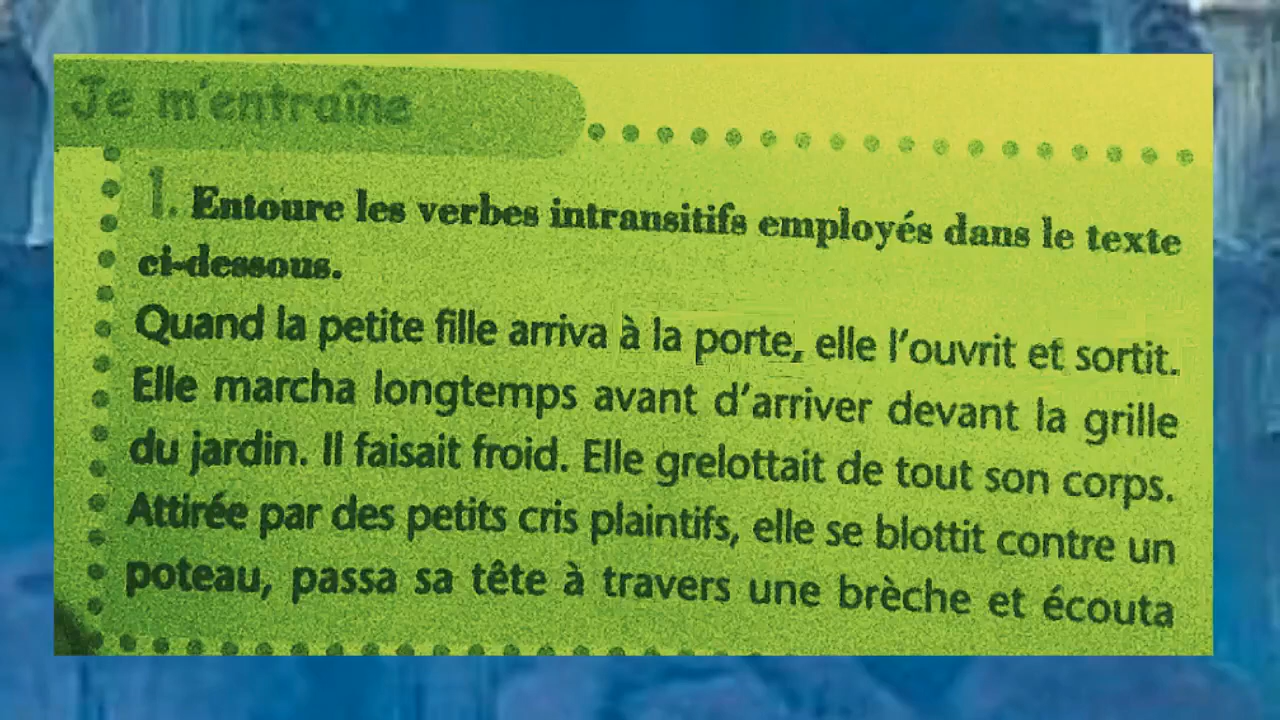 Je m'entraîne
1. Entoure les verbes intransitifs employés dans le texte
ci-dessous.
Quand la petite fille arriva à la porte, elle l'ouvrit et sortit.
Elle marcha longtemps avant d'arriver devant la grille
du jardin. Il faisait froid. Elle grelottait de tout son corps.
Attirée par des petits cris plaintifs, elle se blottit contre un
poteau, passa sa tête à travers une brèche et écouta